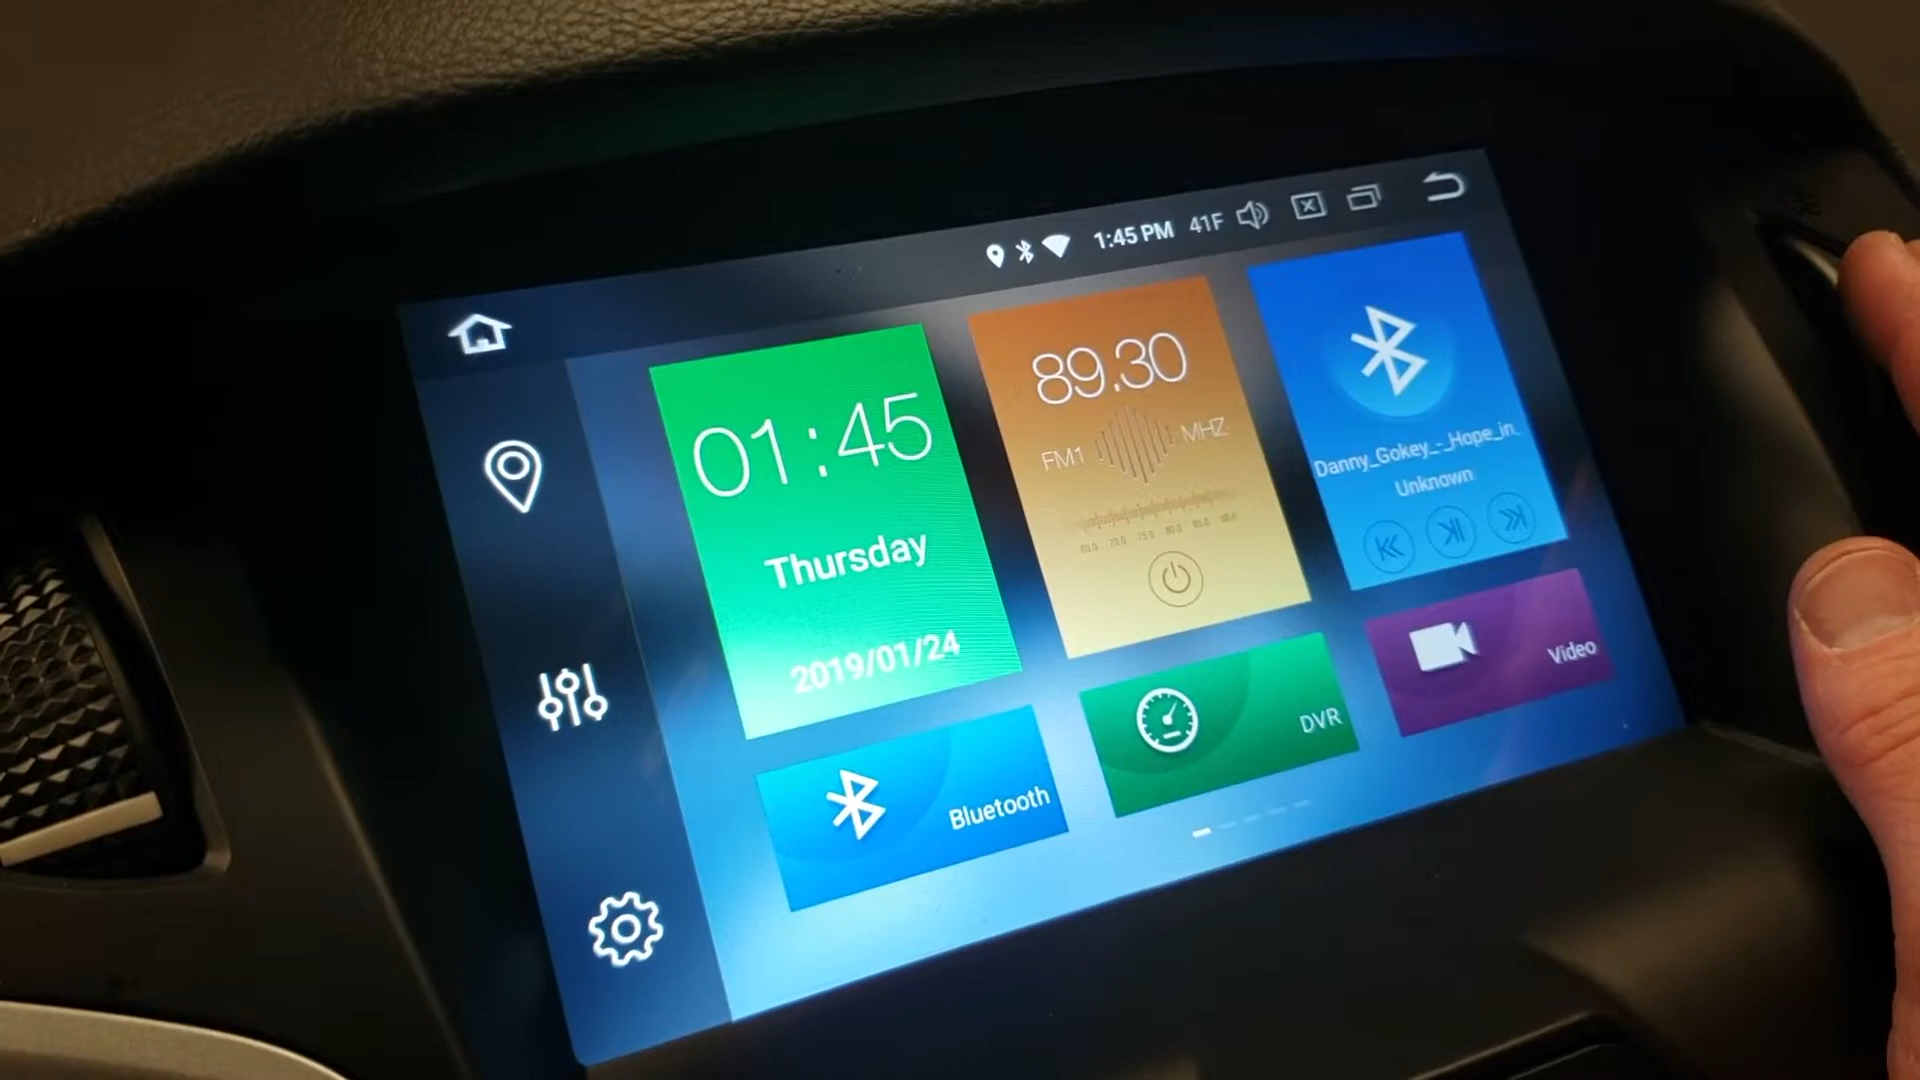 1:45 PM 41F
01:45
Thursday
2019/01/24
89.30
FM1 MHZ
Danny_Gokey_-_Hope_in_
Unknown
Bluetooth
DVR
Video